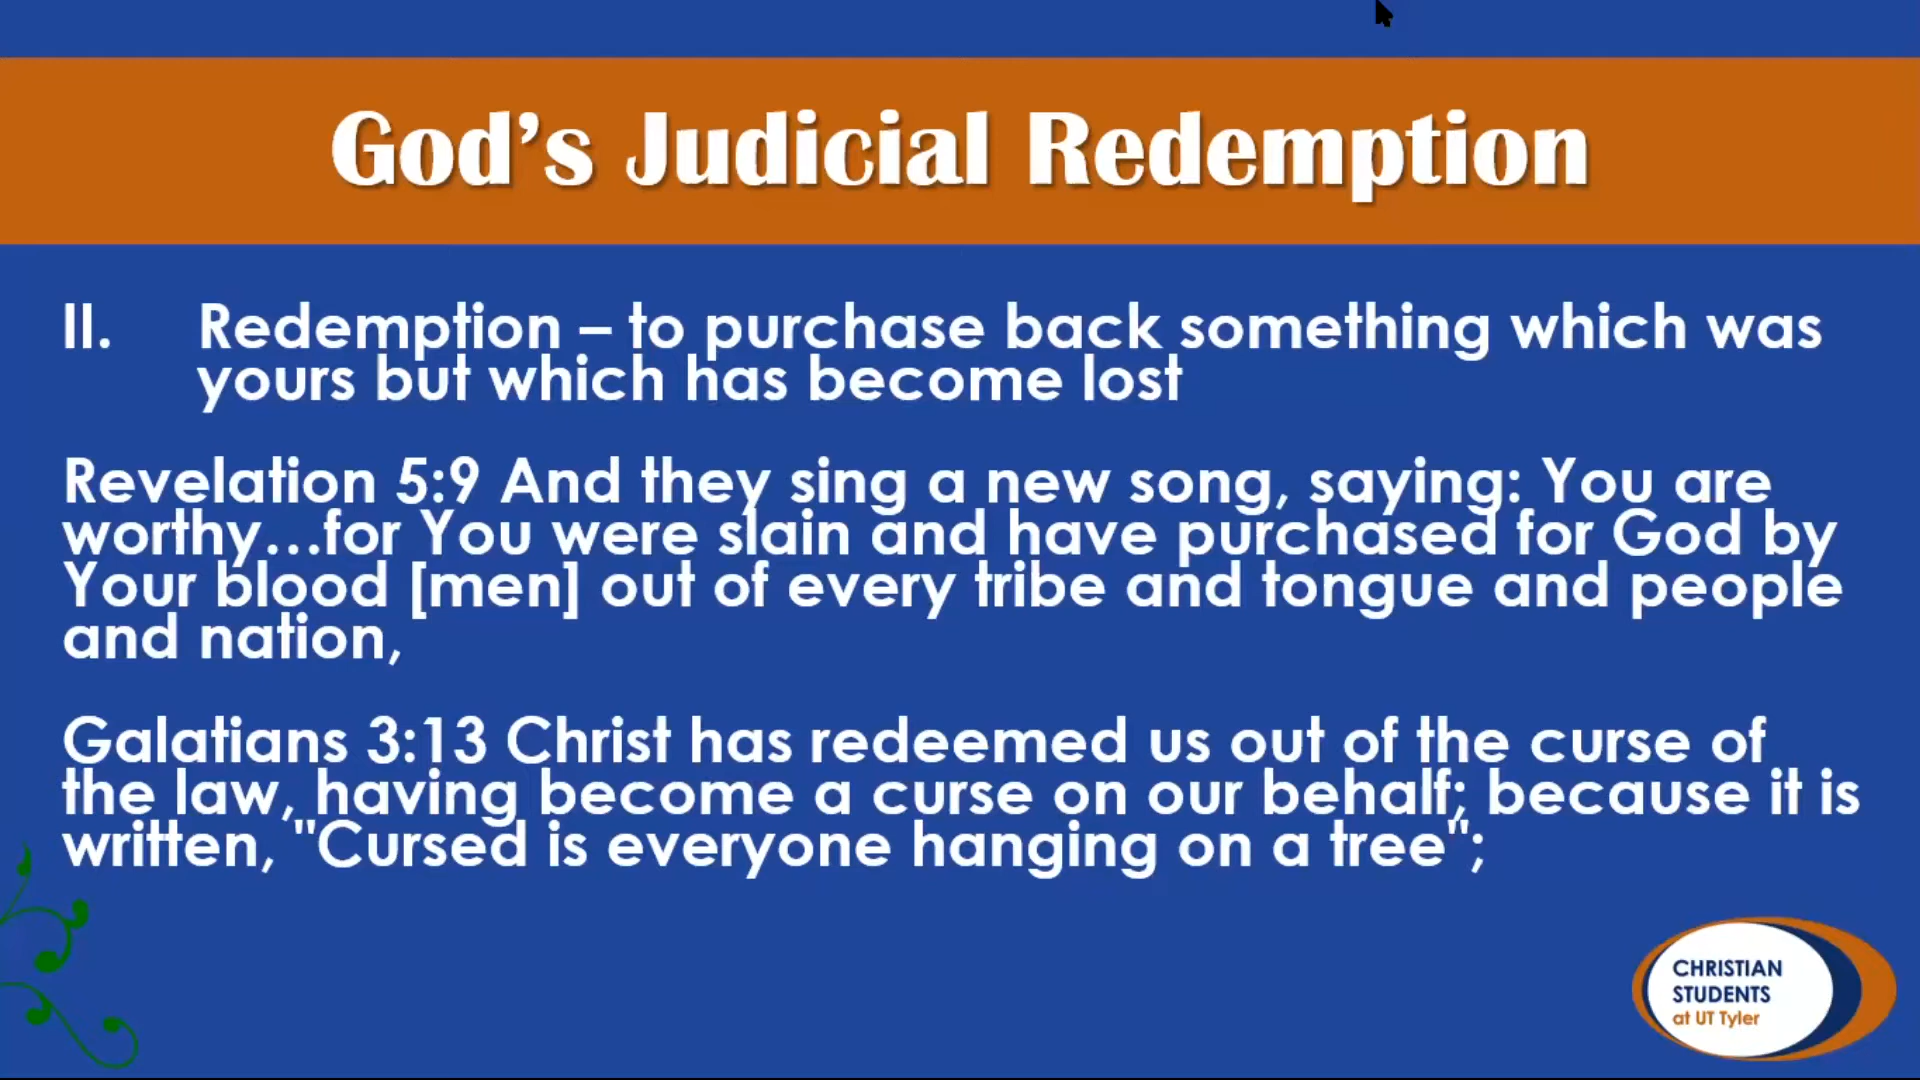 God’s Judicial Redemption
II. Redemption – to purchase back something which was
yours but which has become lost
Revelation 5:9 And they sing a new song, saying: You are
worthy…for You were slain and have purchased for God by
Your blood [men] out of every tribe and tongue and people
and nation,
Galatians 3:13 Christ has redeemed us out of the curse of
the law, having become a curse on our behalf; because it is
written, "Cursed is everyone hanging on a tree";
CHRISTIAN
STUDENTS
at UT Tyler